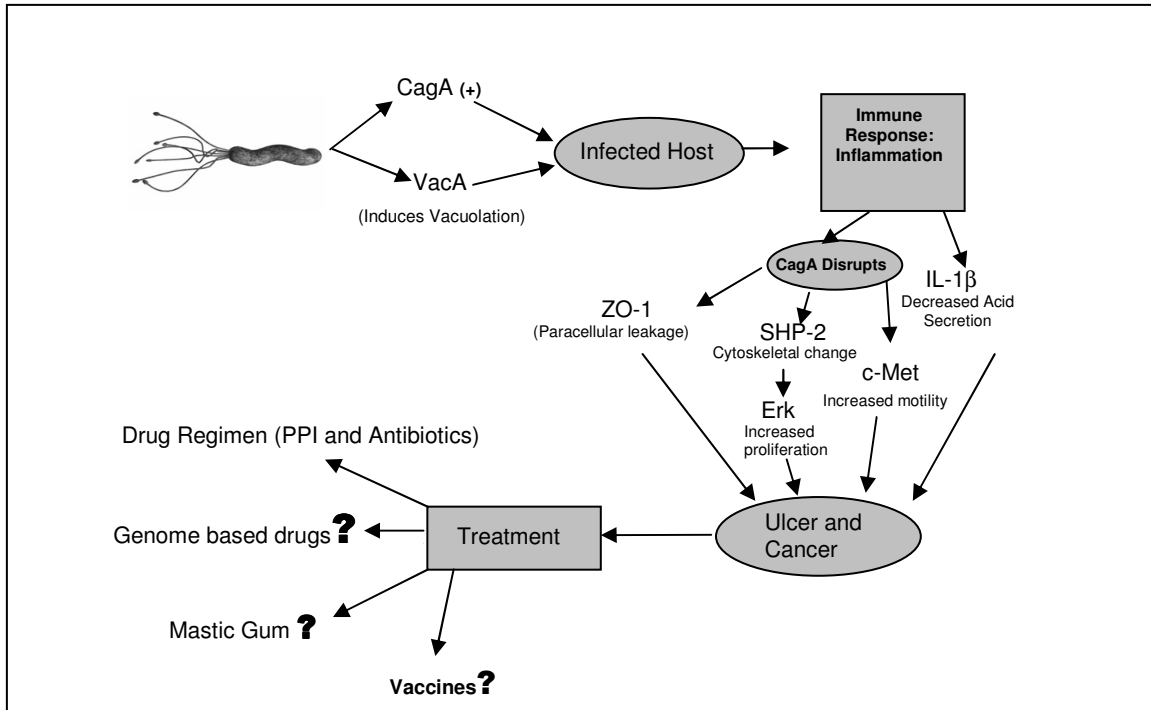 CagA (+)
VacA
(Induces Vacuolation)
Infected Host
Immune
Response:
Inflammation
CagA Disrupts
IL-1β
Decreased Acid
Secretion
ZO-1
(Paracellular leakage)
SHP-2
Cytoskeletal change
c-Met
Increased motility
Erk
Increased
proliferation
Ulcer and
Cancer
Treatment
Drug Regimen (PPI and Antibiotics)
Genome based drugs?
Mastic Gum ?
Vaccines?